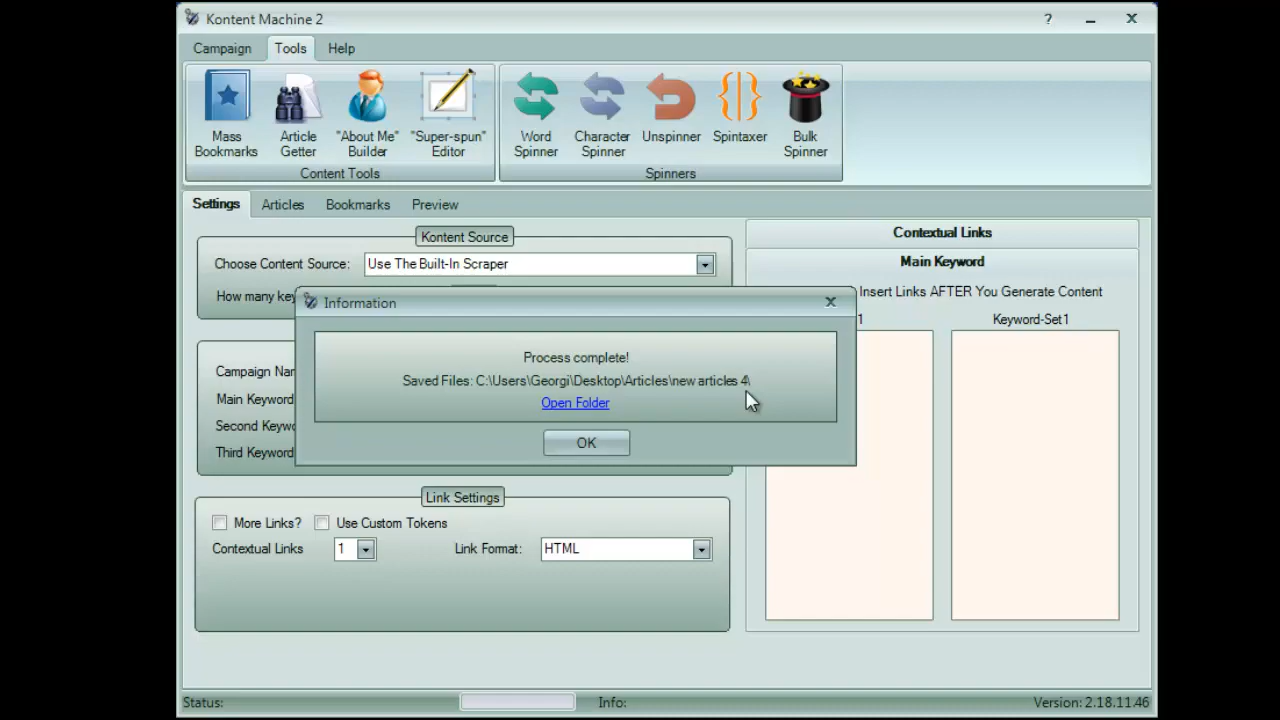 Kontent Machine 2
?
Campaign Tools Help
Mass Bookmarks
Article Getter
"About Me" Builder
"Super-spun" Editor
Word Spinner
Character Spinner
Unspinner
Spintaxer
Bulk Spinner
Content Tools
Spinners
Settings Articles Bookmarks Preview
Kontent Source
Choose Content Source: Use The Built-In Scraper
How many key
Contextual Links
Main Keyword
Insert Links AFTER You Generate Content
1 Keyword-Set1
Information
Process complete!
Saved Files: C:\Users\Georgi\Desktop\Articles\new articles 4\
Open Folder
OK
Campaign Nam
Main Keyword
Second Keywo
Third Keyword
Link Settings
More Links? Use Custom Tokens
Contextual Links 1 Link Format: HTML
Status: Info: Version: 2.18.11.46